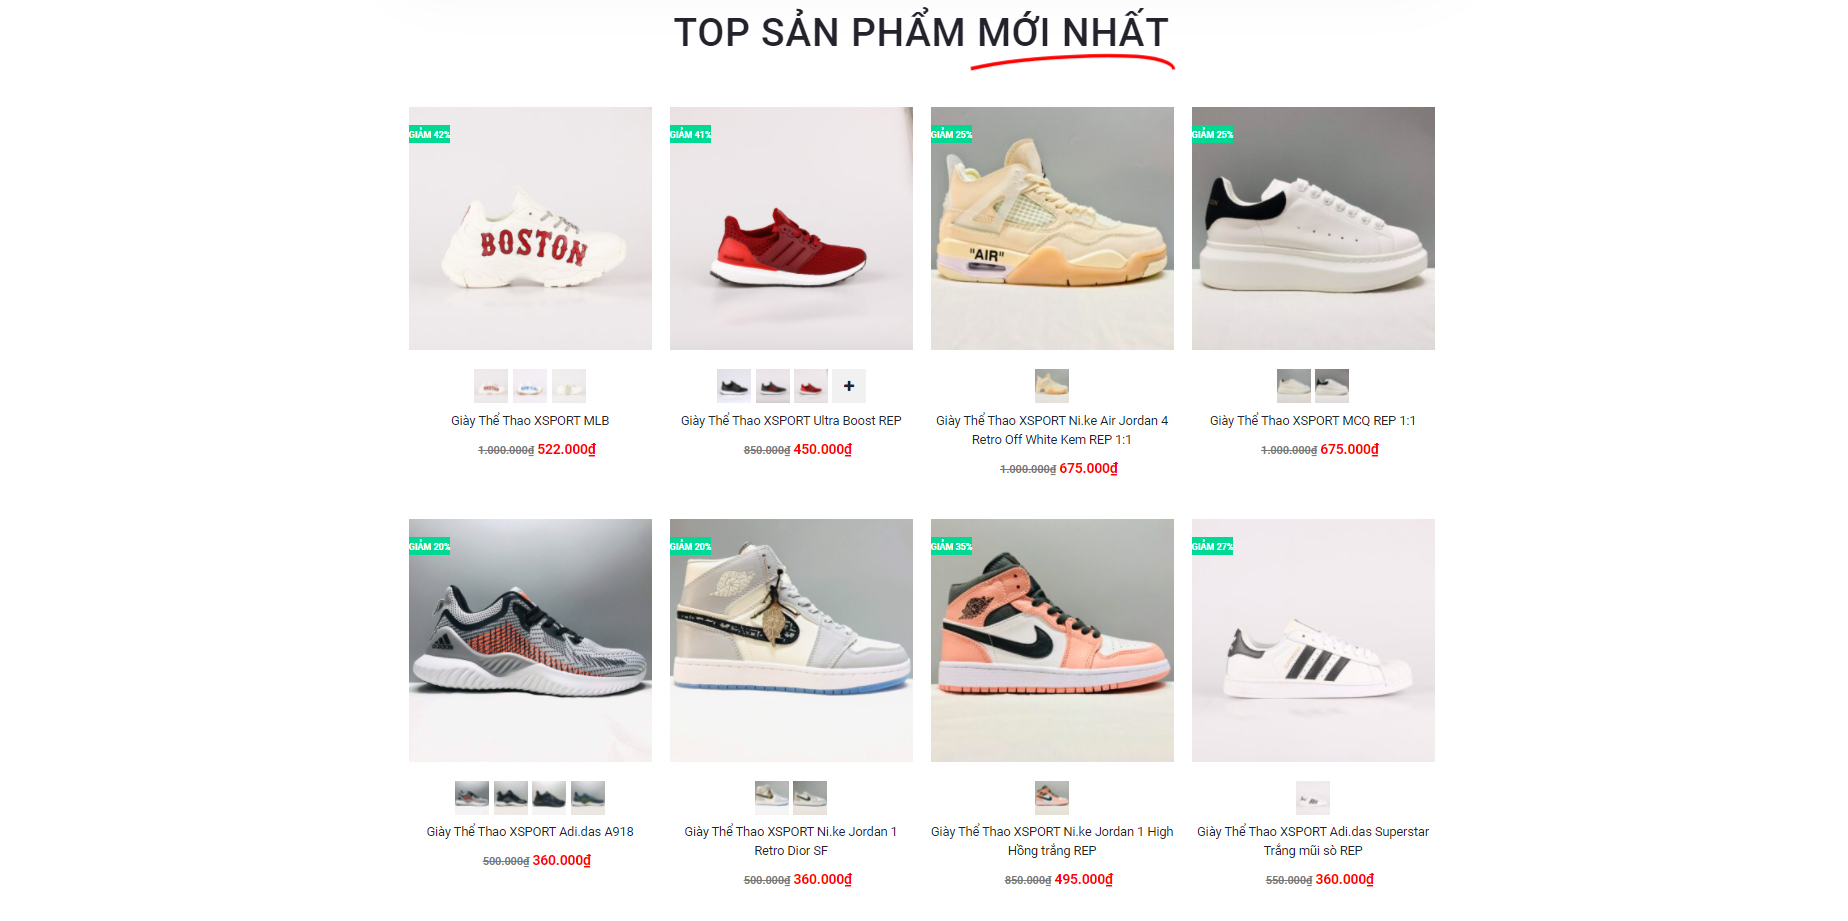 TOP SẢN PHẨM MỚI NHẤT
GIẢM 42%
GIẢM 41%
GIẢM 25%
GIẢM 25%
BOSTON
"AIR"
Giày Thể Thao XSPORT MLB
1.000.000₫ 522.000₫
Giày Thể Thao XSPORT Ultra Boost REP
850.000₫ 450.000₫
Giày Thể Thao XSPORT Ni.ke Air Jordan 4
Retro Off White Kem REP 1:1
1.000.000₫ 675.000₫
Giày Thể Thao XSPORT MCQ REP 1:1
1.000.000₫ 675.000₫
GIẢM 20%
GIẢM 20%
GIẢM 35%
GIẢM 27%
adidas
Giày Thể Thao XSPORT Adi.das A918
500.000₫ 360.000₫
Giày Thể Thao XSPORT Ni.ke Jordan 1
Retro Dior SF
500.000₫ 360.000₫
Giày Thể Thao XSPORT Ni.ke Jordan 1 High
Hồng trắng REP
850.000₫ 495.000₫
Giày Thể Thao XSPORT Adi.das Superstar
Trắng mũi sò REP
550.000₫ 360.000₫